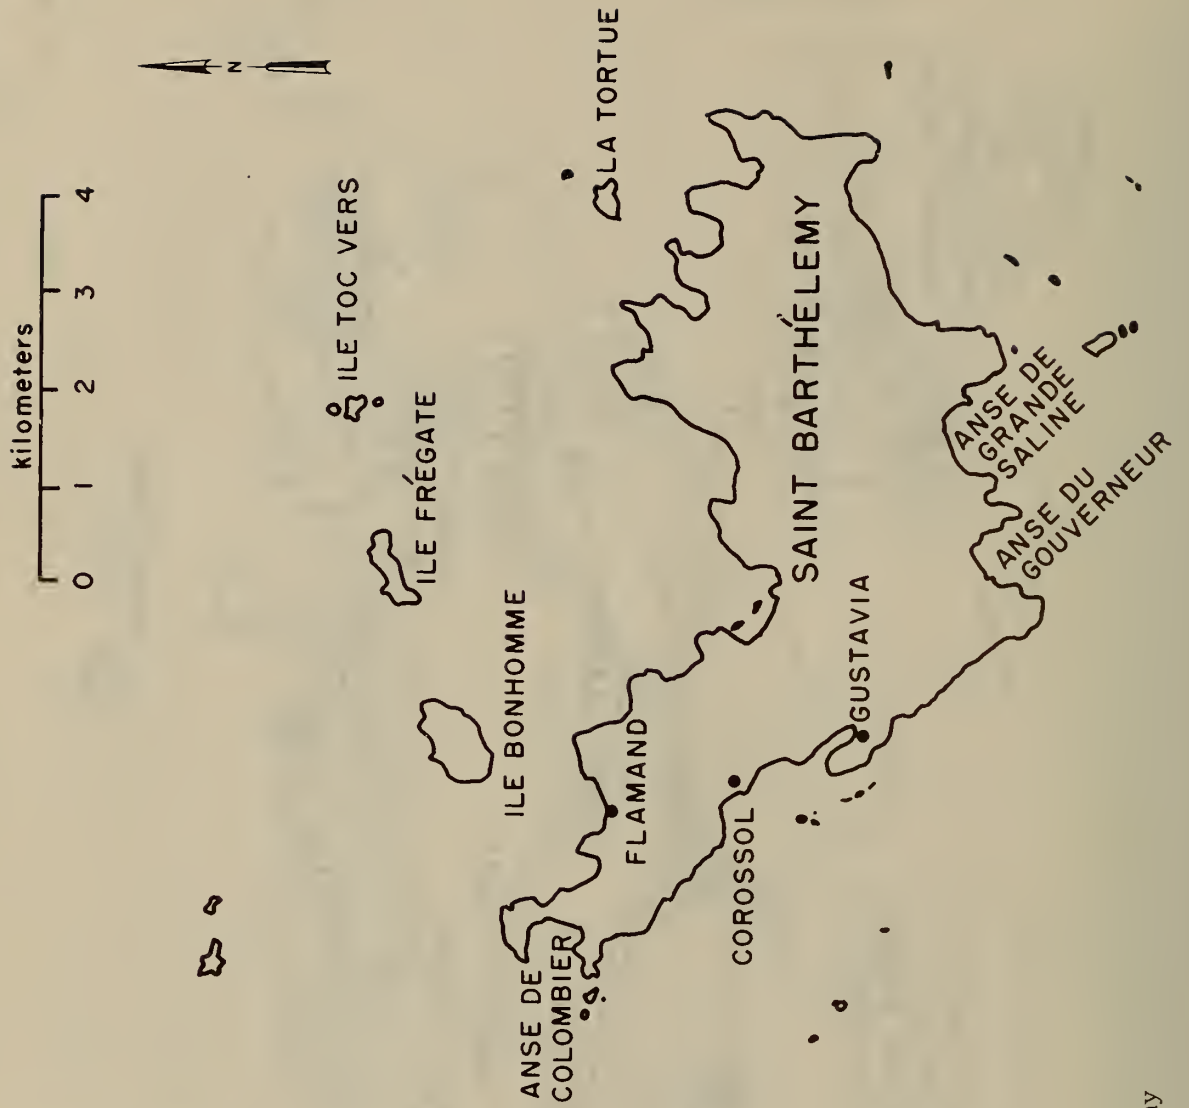 kilometers
0 1 2 3 4
N
ILE TOC VERS
ILE FRÉGATE
LA TORTUE
ILE BONHOMME
FLAMAND
ANSE DE
COLOMBIER
SAINT BARTHÉLEMY
COROSSOL
GUSTAVIA
ANSE DE
GRANDE
SALINE
ANSE DU
GOUVERNEUR